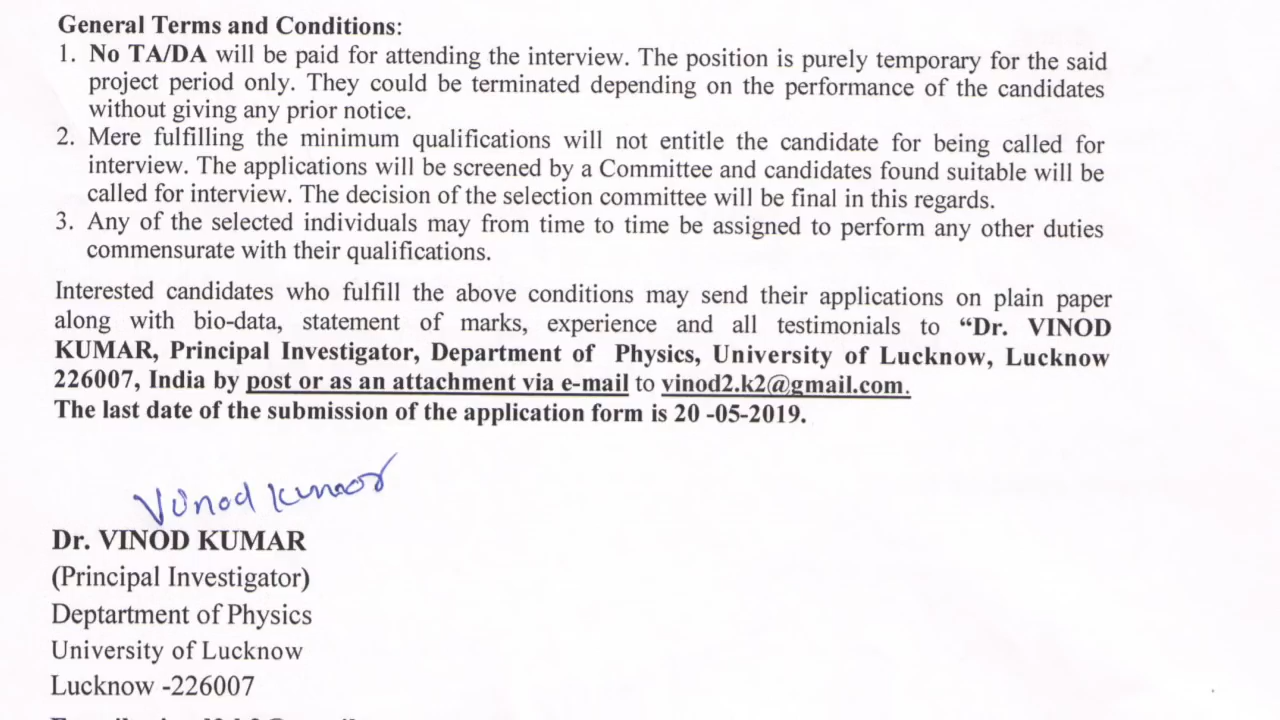 General Terms and Conditions:
1. No TA/DA will be paid for attending the interview. The position is purely temporary for the said
project period only. They could be terminated depending on the performance of the candidates
without giving any prior notice.
2. Mere fulfilling the minimum qualifications will not entitle the candidate for being called for
interview. The applications will be screened by a Committee and candidates found suitable will be
called for interview. The decision of the selection committee will be final in this regards.
3. Any of the selected individuals may from time to time be assigned to perform any other duties
commensurate with their qualifications.
Interested candidates who fulfill the above conditions may send their applications on plain paper
along with bio-data, statement of marks, experience and all testimonials to “Dr. VINOD
KUMAR, Principal Investigator, Department of Physics, University of Lucknow, Lucknow
226007, India by post or as an attachment via e-mail to vinod2.k2@gmail.com.
The last date of the submission of the application form is 20 -05-2019.
Vinod Kumar
Dr. VINOD KUMAR
(Principal Investigator)
Deptartment of Physics
University of Lucknow
Lucknow -226007